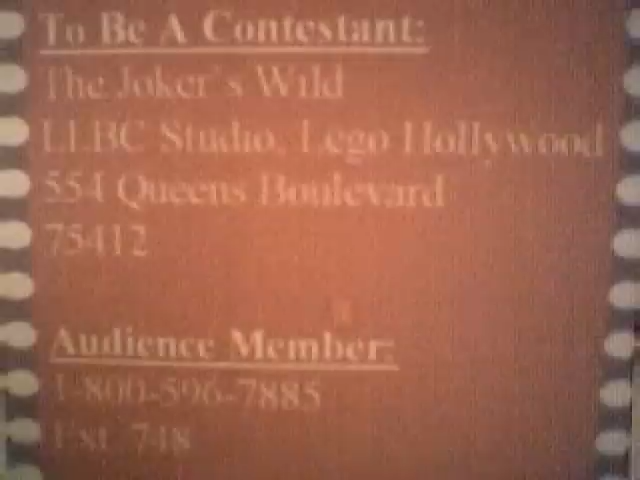 To Be A Contestant:
The Joker's Wild
LLBC Studio, Lego Hollywood
554 Queens Boulevard
75412
Audience Member:
1-800-596-7885
Ext. 748